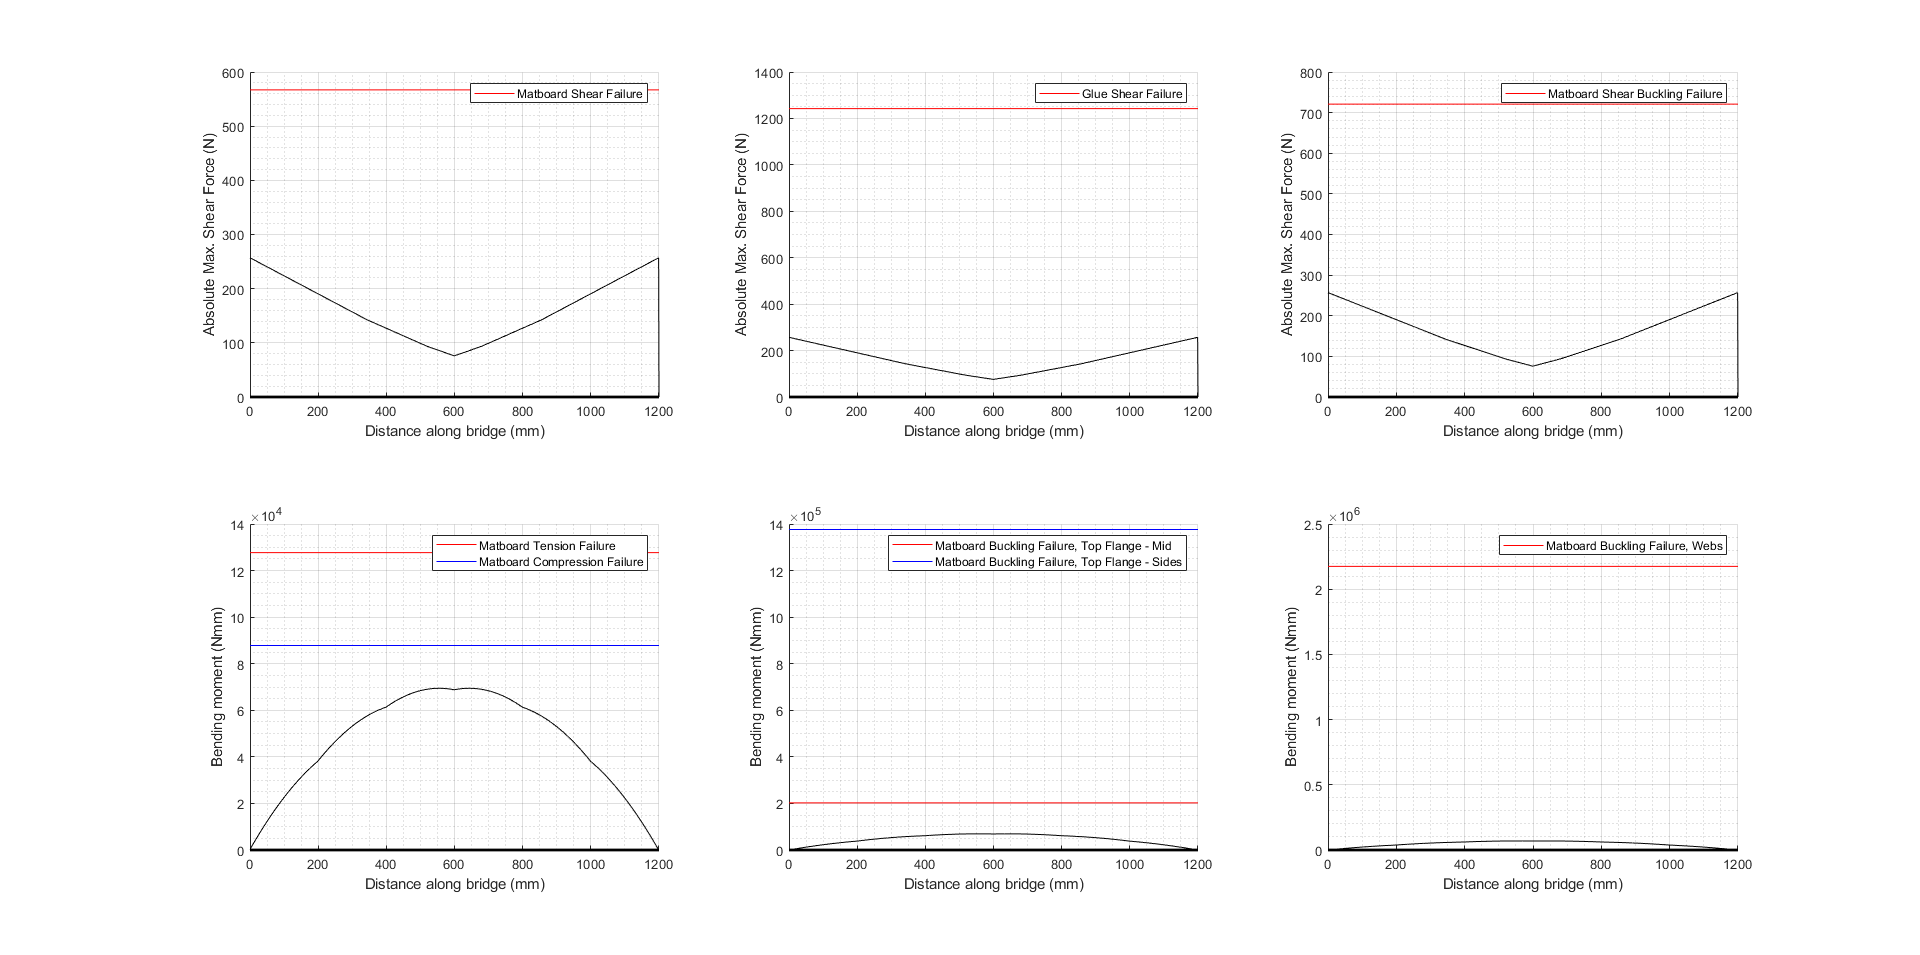 Absolute Max. Shear Force (N)
600
500
400
300
200
100
0
Matboard Shear Failure
0 200 400 600 800 1000 1200
Distance along bridge (mm)
Absolute Max. Shear Force (N)
1400
1200
1000
800
600
400
200
0
Glue Shear Failure
0 200 400 600 800 1000 1200
Distance along bridge (mm)
Absolute Max. Shear Force (N)
800
700
600
500
400
300
200
100
0
Matboard Shear Buckling Failure
0 200 400 600 800 1000 1200
Distance along bridge (mm)
Bending moment (Nmm)
×10⁴
14
12
10
8
6
4
2
0
Matboard Tension Failure
Matboard Compression Failure
0 200 400 600 800 1000 1200
Distance along bridge (mm)
Bending moment (Nmm)
×10⁵
14
12
10
8
6
4
2
0
Matboard Buckling Failure, Top Flange - Mid
Matboard Buckling Failure, Top Flange - Sides
0 200 400 600 800 1000 1200
Distance along bridge (mm)
Bending moment (Nmm)
×10⁶
2.5
2
1.5
1
0.5
0
Matboard Buckling Failure, Webs
0 200 400 600 800 1000 1200
Distance along bridge (mm)